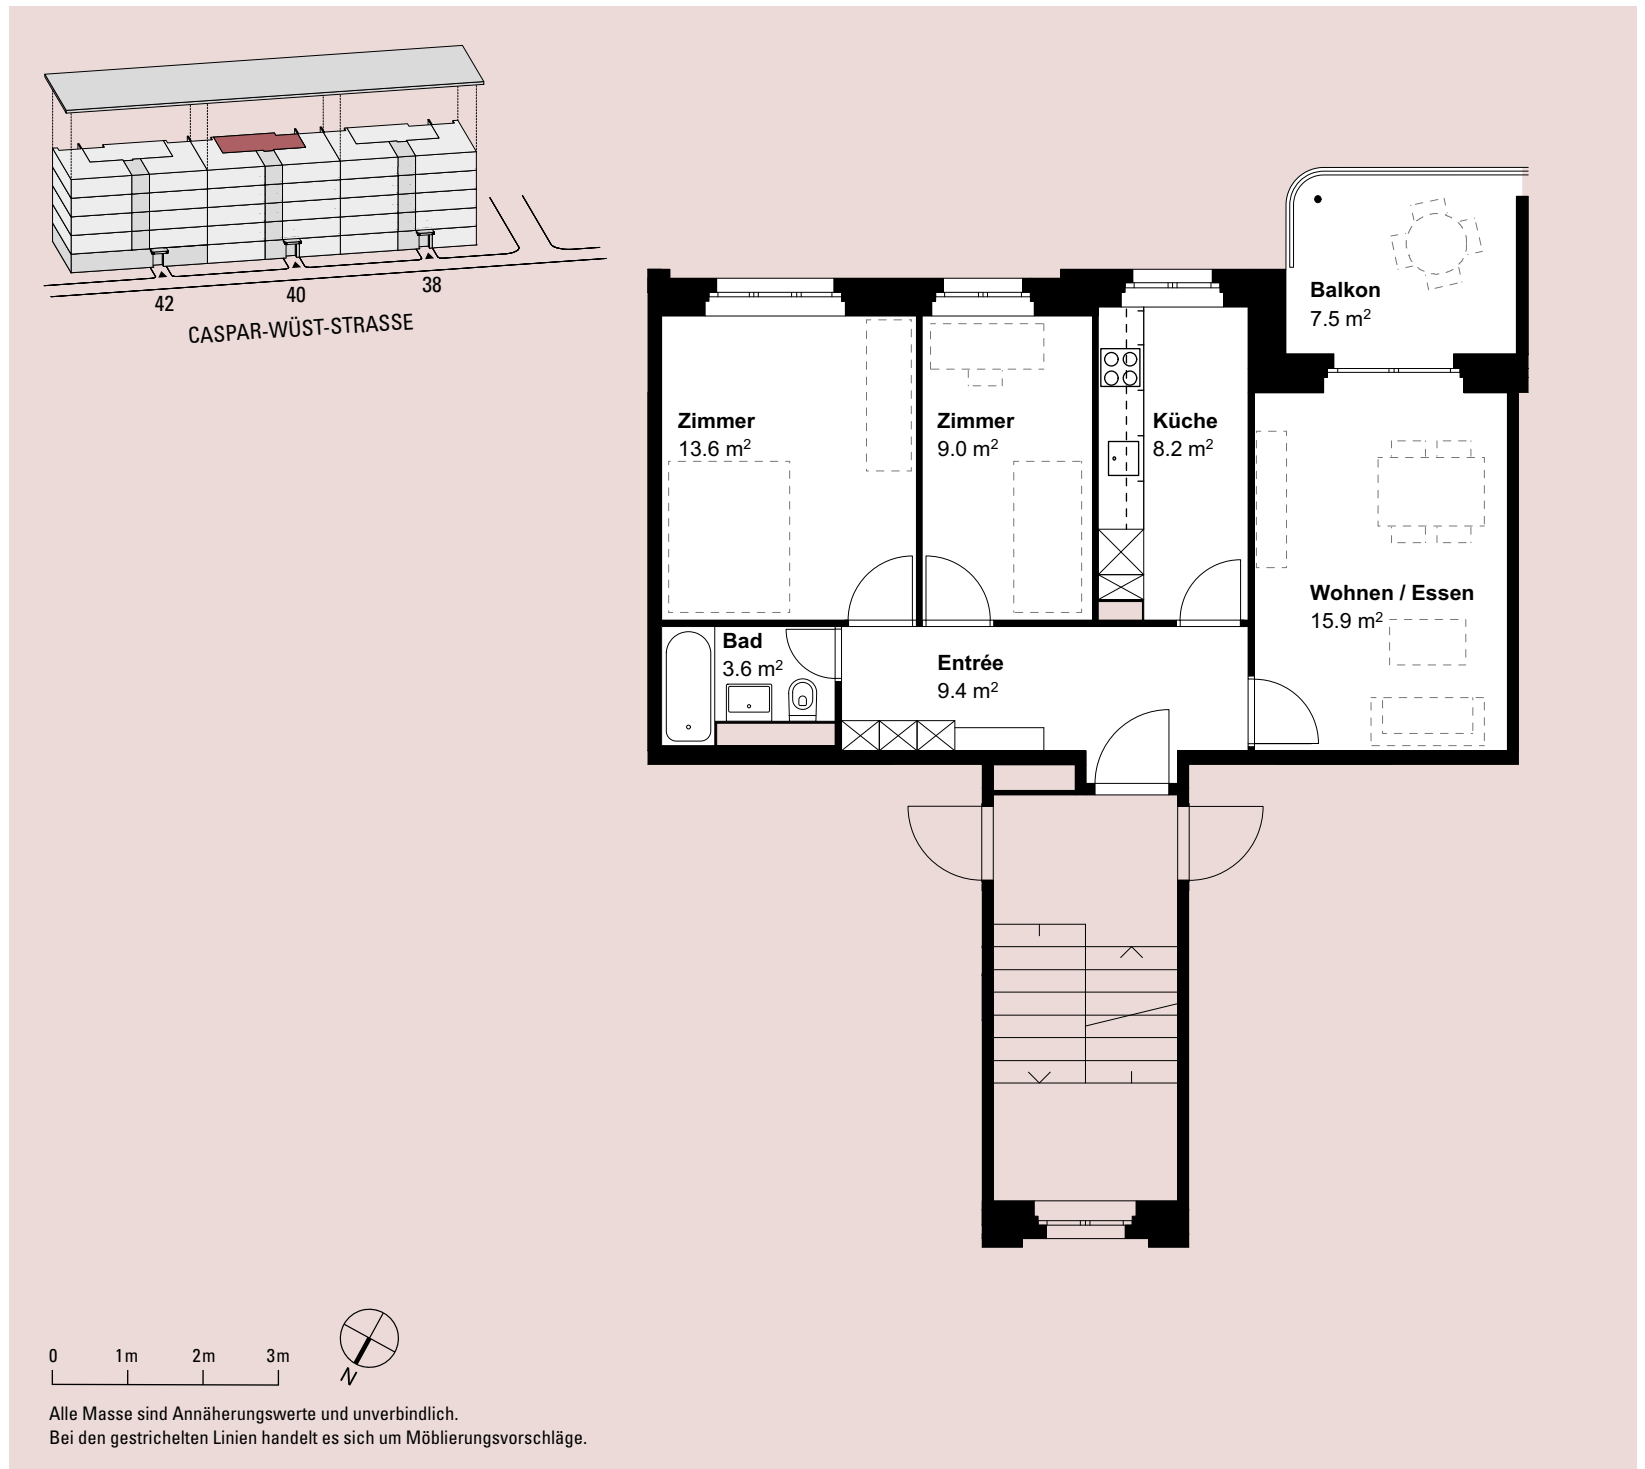 42
40
38
CASPAR-WÜST-STRASSE
Balkon
7.5 m²
Zimmer
13.6 m²
Zimmer
9.0 m²
Küche
8.2 m²
Wohnen / Essen
15.9 m²
Bad
3.6 m²
Entrée
9.4 m²
0 1m 2m 3m
N
Alle Masse sind Annäherungswerte und unverbindlich.
Bei den gestrichelten Linien handelt es sich um Möblierungsvorschläge.